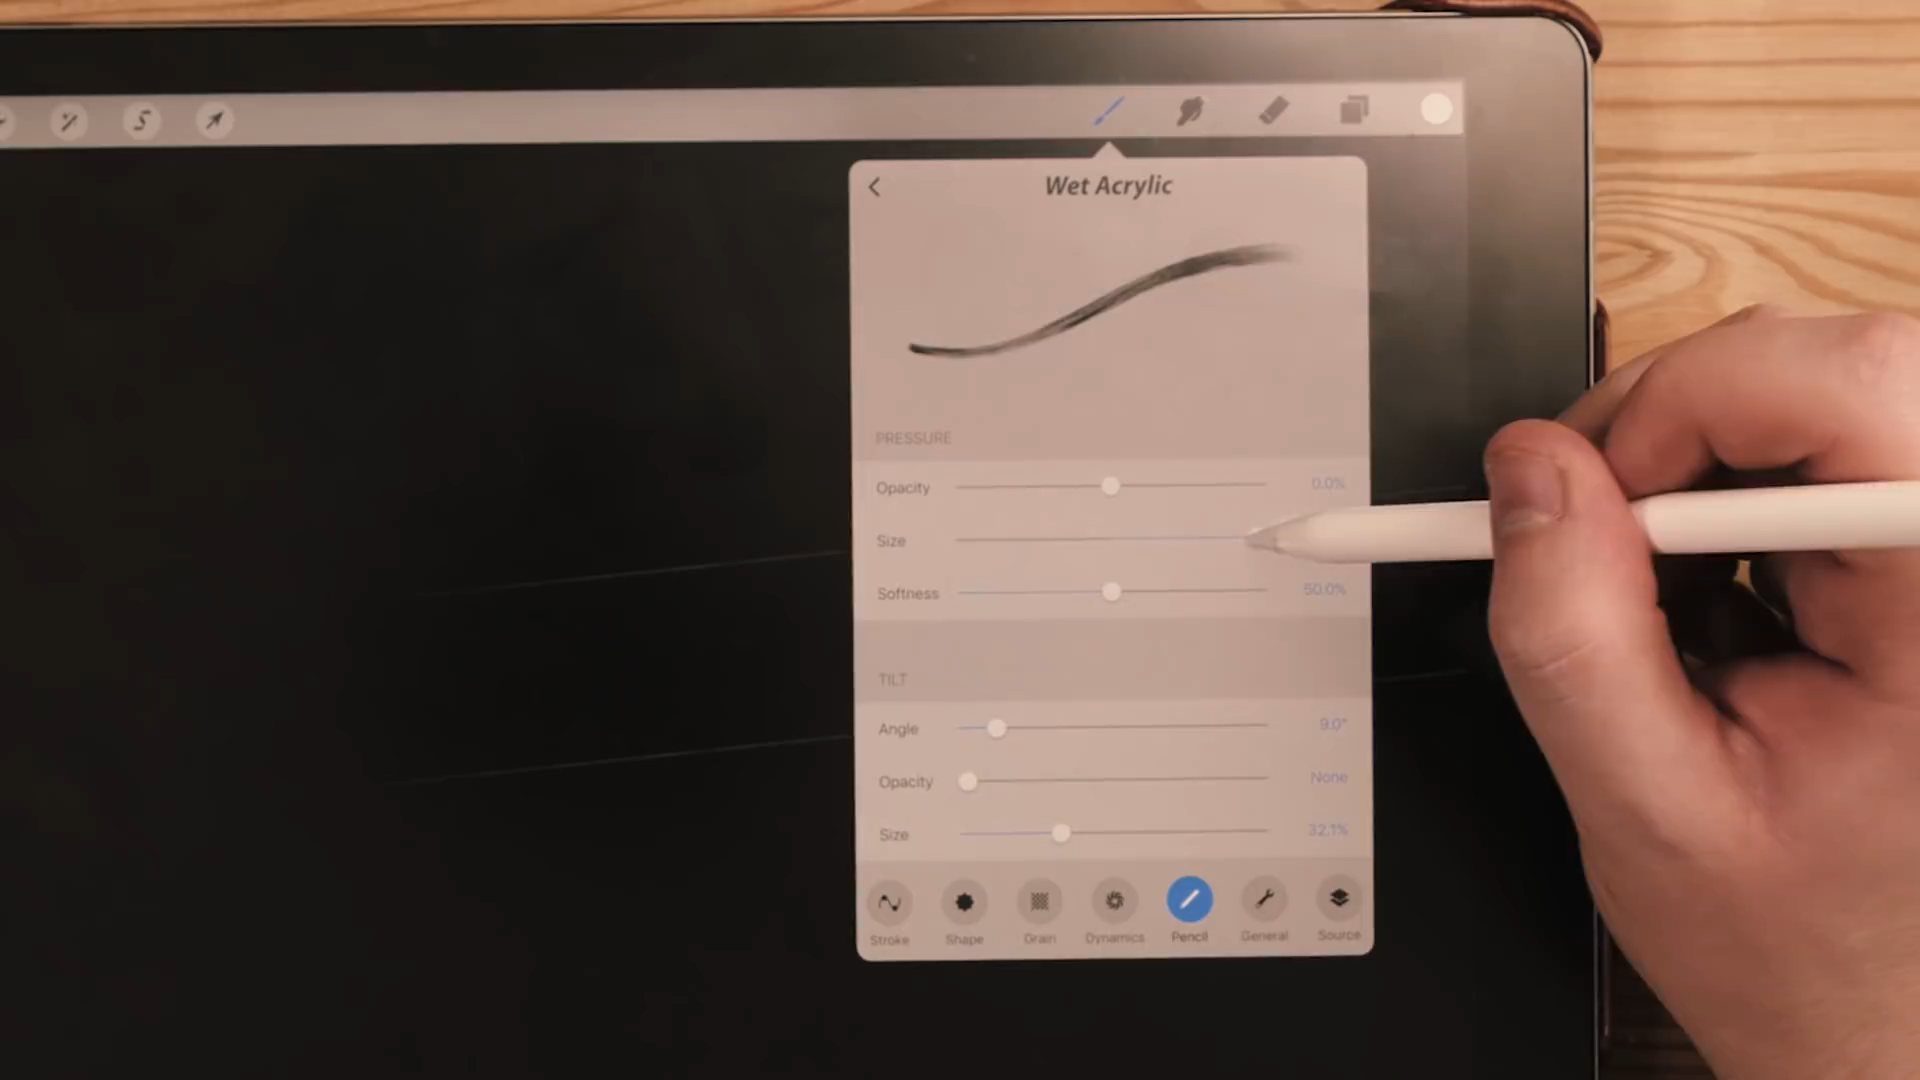 Wet Acrylic
PRESSURE
Opacity 0.0%
Size
Softness 50.0%
TILT
Angle 9.0°
Opacity None
Size 32.1%
Stroke Shape Grain Dynamics Pencil General Source